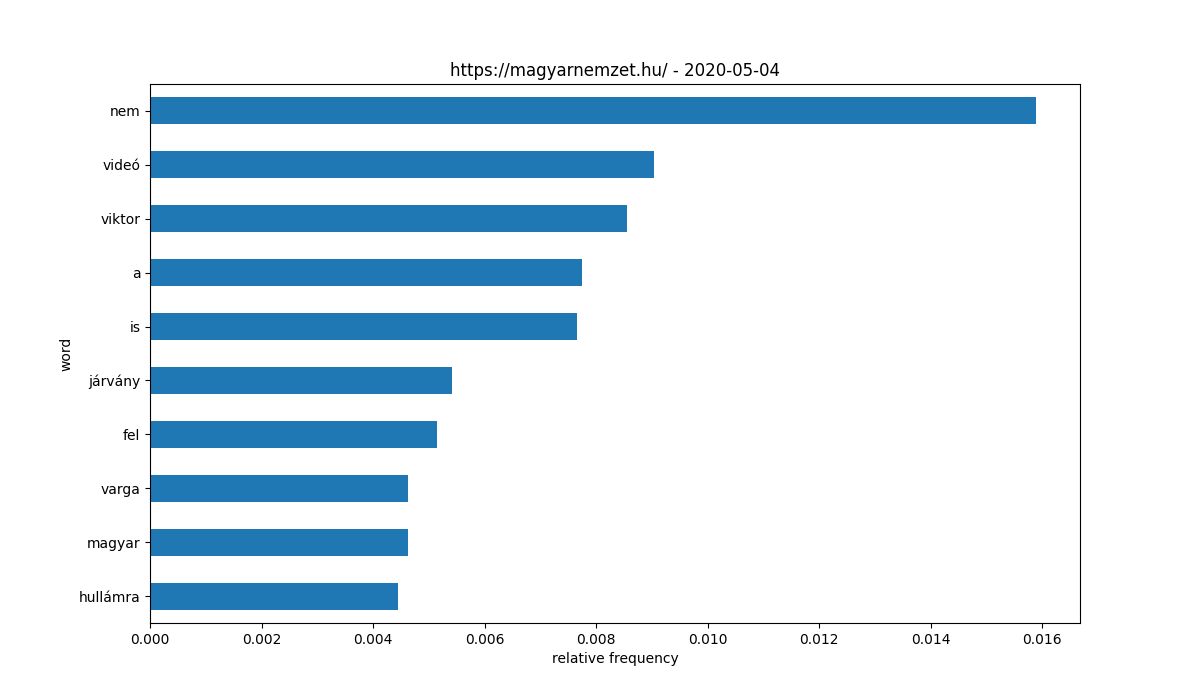 https://magyarnemzet.hu/ - 2020-05-04
nem
videó
viktor
a
is
járvány
fel
varga
magyar
hullámra
word
0.000 0.002 0.004 0.006 0.008 0.010 0.012 0.014 0.016
relative frequency